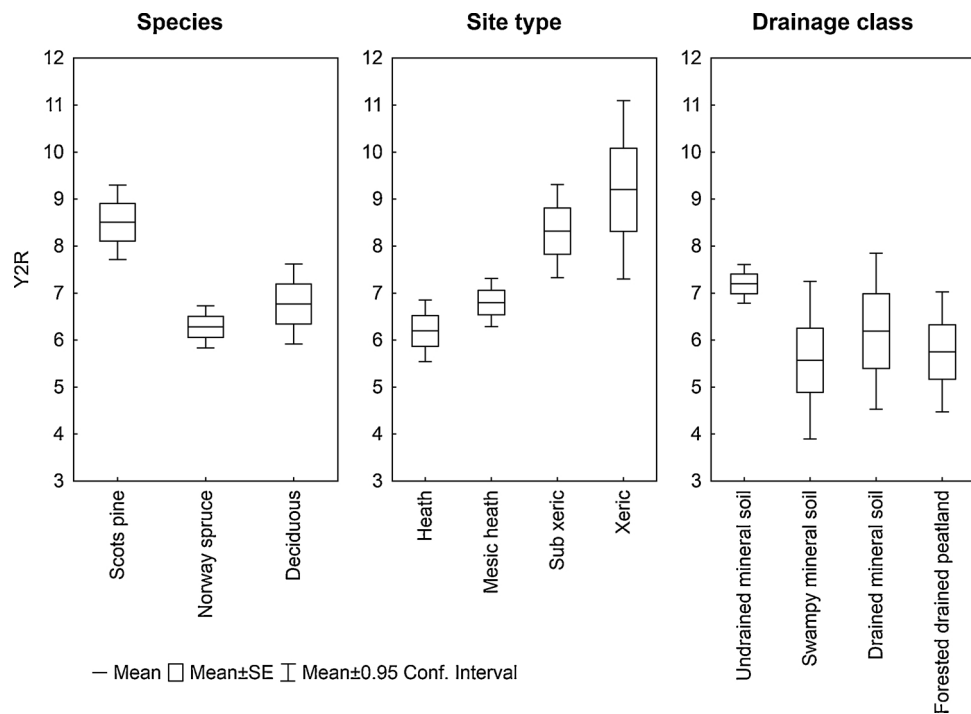 Species
Site type
Drainage class
Y2R
12
11
10
9
8
7
6
5
4
3
Scots pine
Norway spruce
Deciduous
12
11
10
9
8
7
6
5
4
3
Heath
Mesic heath
Sub xeric
Xeric
12
11
10
9
8
7
6
5
4
3
Undrained mineral soil
Swampy mineral soil
Drained mineral soil
Forested drained peatland
Mean Mean±SE Mean±0.95 Conf. Interval